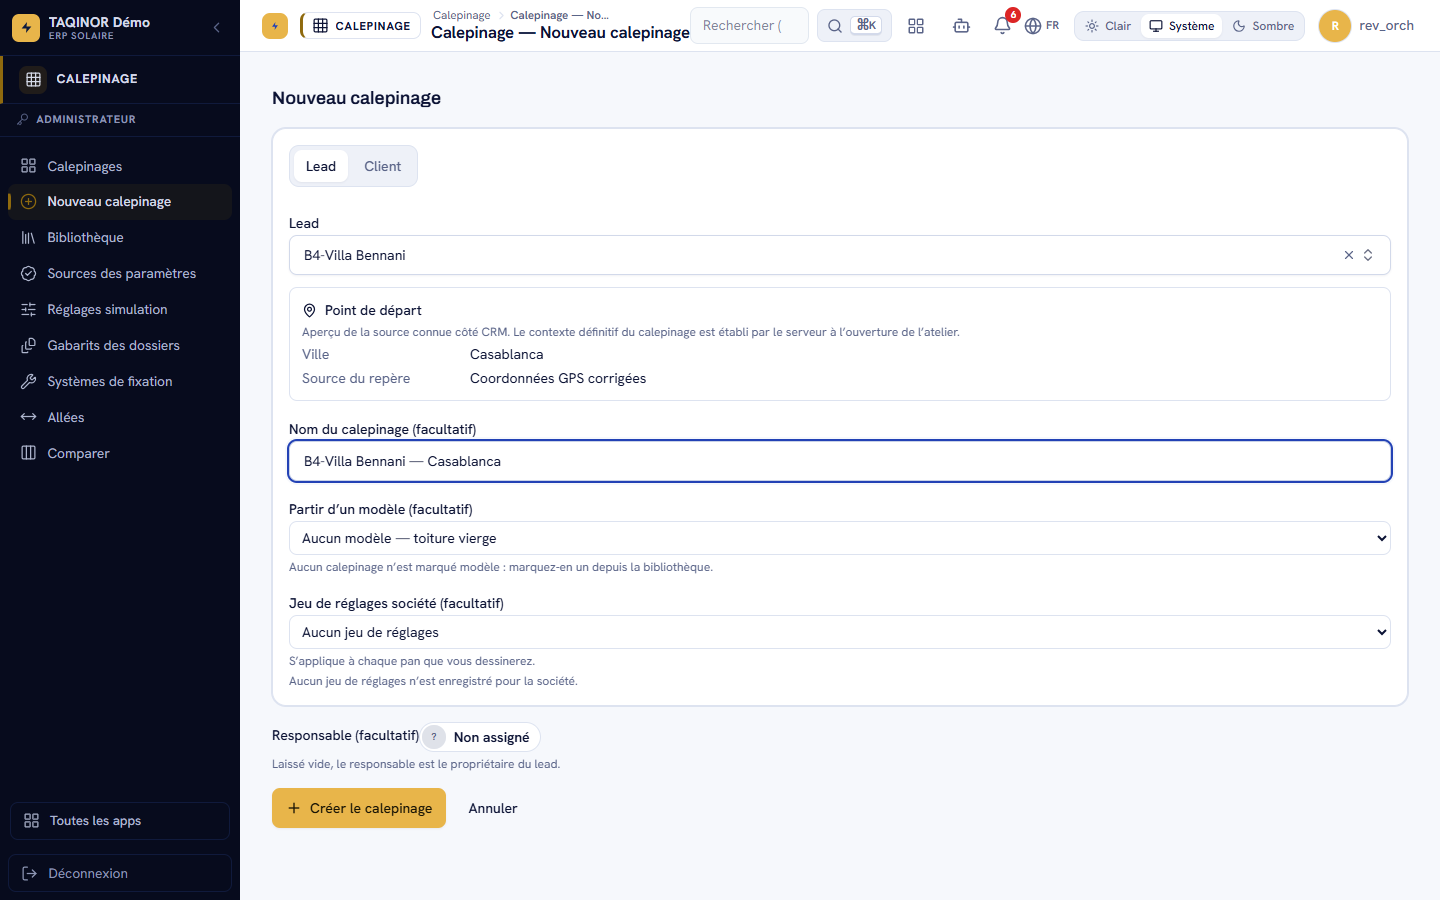 TAQINOR Démo
ERP SOLAIRE
CALEPINAGE
ADMINISTRATEUR
Calepinages
Nouveau calepinage
Bibliothèque
Sources des paramètres
Réglages simulation
Gabarits des dossiers
Systèmes de fixation
Allées
Comparer
Toutes les apps
Déconnexion
CALEPINAGE
Calepinage > Calepinage — No...
Calepinage — Nouveau calepinage
Rechercher (
⌘K
6
FR
Clair
Système
Sombre
R
rev_orch
Nouveau calepinage
Lead
Client
Lead
B4-Villa Bennani
Point de départ
Aperçu de la source connue côté CRM. Le contexte définitif du calepinage est établi par le serveur à l’ouverture de l’atelier.
Ville Casablanca
Source du repère Coordonnées GPS corrigées
Nom du calepinage (facultatif)
B4-Villa Bennani — Casablanca
Partir d’un modèle (facultatif)
Aucun modèle — toiture vierge
Aucun calepinage n’est marqué modèle : marquez-en un depuis la bibliothèque.
Jeu de réglages société (facultatif)
Aucun jeu de réglages
S’applique à chaque pan que vous dessinerez.
Aucun jeu de réglages n’est enregistré pour la société.
Responsable (facultatif) ? Non assigné
Laissé vide, le responsable est le propriétaire du lead.
Créer le calepinage
Annuler